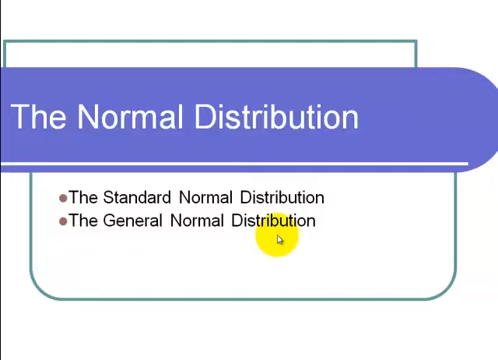 The Normal Distribution
The Standard Normal Distribution
The General Normal Distribution